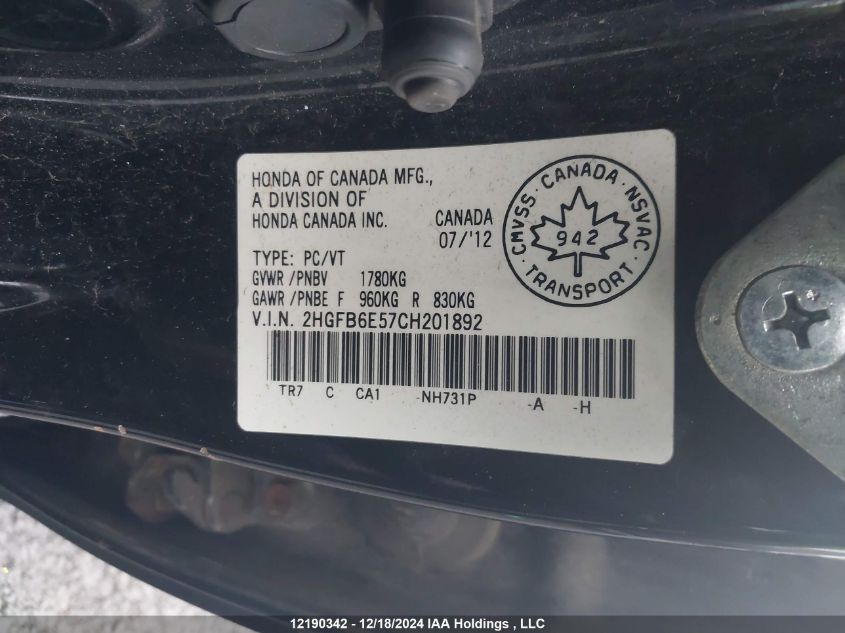 HONDA OF CANADA MFG.,
A DIVISION OF
HONDA CANADA INC.
CANADA
07/'12
CMVSS · CANADA · NSVAC
942
TRANSPORT
TYPE: PC/VT
GVWR /PNBV 1780KG
GAWR /PNBE F 960KG R 830KG
V.I.N. 2HGFB6E57CH201892
TR7 C CA1 -NH731P -A -H
12190342 - 12/18/2024 IAA Holdings , LLC